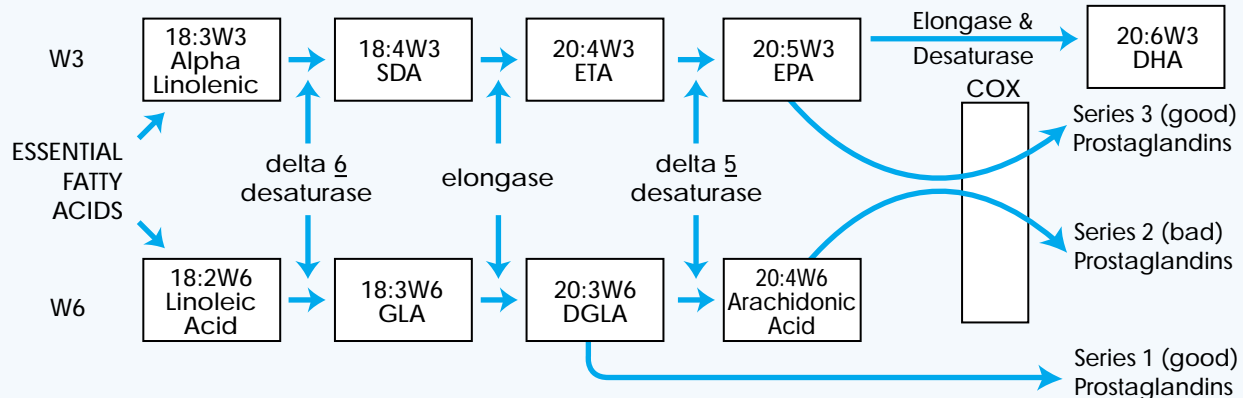 W3
18:3W3
Alpha
Linolenic
18:4W3
SDA
20:4W3
ETA
20:5W3
EPA
Elongase &
Desaturase
20:6W3
DHA
COX
ESSENTIAL
FATTY
ACIDS
delta 6
desaturase
elongase
delta 5
desaturase
Series 3 (good)
Prostaglandins
Series 2 (bad)
Prostaglandins
W6
18:2W6
Linoleic
Acid
18:3W6
GLA
20:3W6
DGLA
20:4W6
Arachidonic
Acid
Series 1 (good)
Prostaglandins